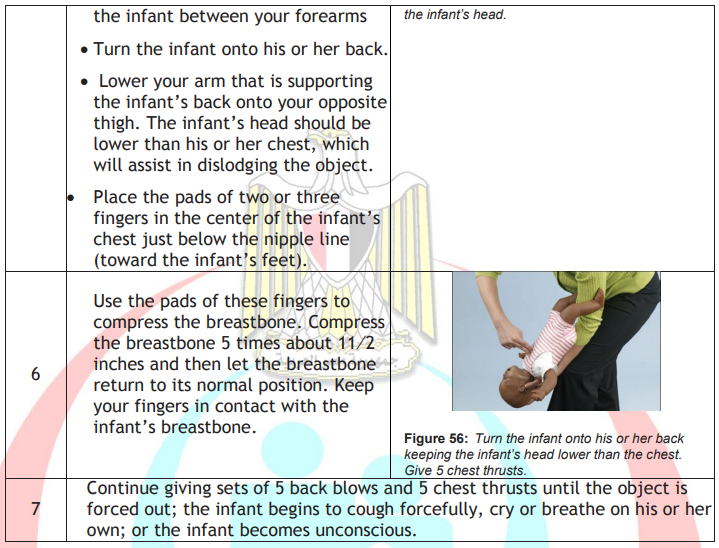 the infant between your forearms
• Turn the infant onto his or her back.
• Lower your arm that is supporting
the infant's back onto your opposite
thigh. The infant's head should be
lower than his or her chest, which
will assist in dislodging the object.
• Place the pads of two or three
fingers in the center of the infant's
chest just below the nipple line
(toward the infant's feet).
the infant's head.
6
Use the pads of these fingers to
compress the breastbone. Compress
the breastbone 5 times about 11/2
inches and then let the breastbone
return to its normal position. Keep
your fingers in contact with the
infant's breastbone.
Figure 56: Turn the infant onto his or her back
keeping the infant's head lower than the chest.
Give 5 chest thrusts.
7
Continue giving sets of 5 back blows and 5 chest thrusts until the object is
forced out; the infant begins to cough forcefully, cry or breathe on his or her
own; or the infant becomes unconscious.